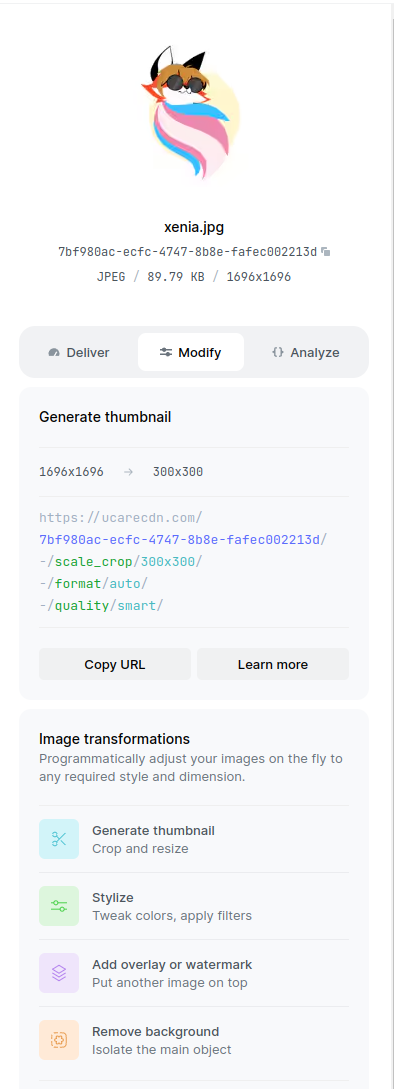 xenia.jpg
7bf980ac-ecfc-4747-8b8e-fafec002213d
JPEG / 89.79 KB / 1696x1696
Deliver Modify Analyze
Generate thumbnail
1696x1696 → 300x300
https://ucarecdn.com/
7bf980ac-ecfc-4747-8b8e-fafec002213d/
-/scale_crop/300x300/
-/format/auto/
-/quality/smart/
Copy URL Learn more
Image transformations
Programmatically adjust your images on the fly to
any required style and dimension.
Generate thumbnail
Crop and resize
Stylize
Tweak colors, apply filters
Add overlay or watermark
Put another image on top
Remove background
Isolate the main object